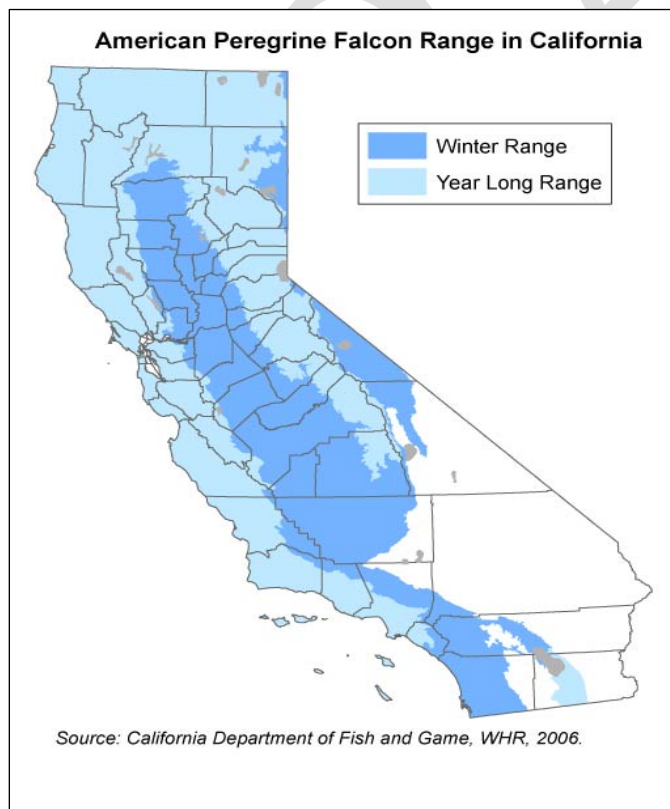 American Peregrine Falcon Range in California
Winter Range
Year Long Range
Source: California Department of Fish and Game, WHR, 2006.